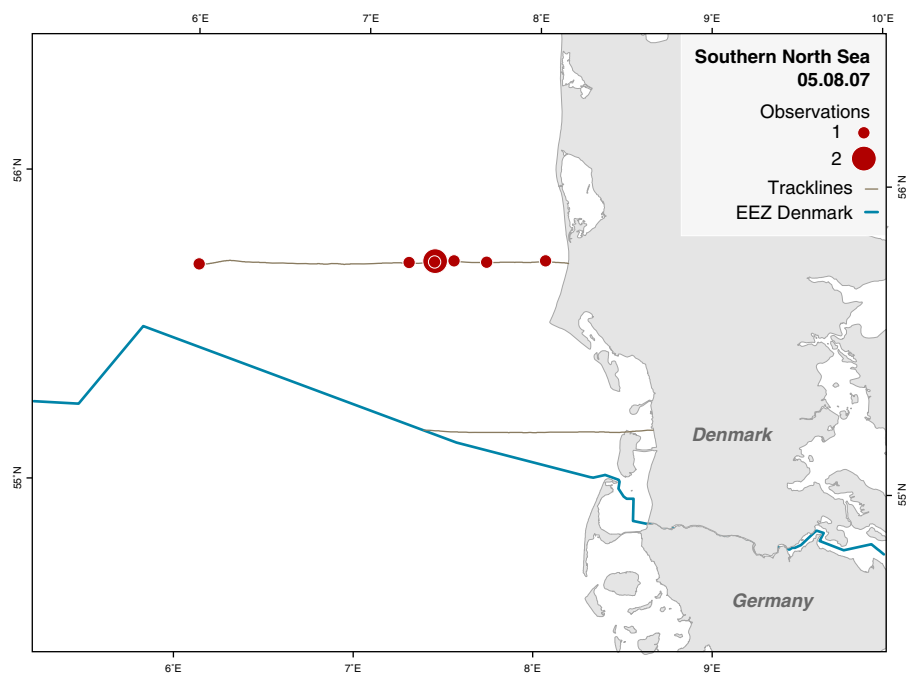 6°E 7°E 8°E 9°E 10°E
Southern North Sea
05.08.07
Observations
1
2
Tracklines
EEZ Denmark
56°N
56°N
55°N
55°N
Denmark
Germany
6°E 7°E 8°E 9°E